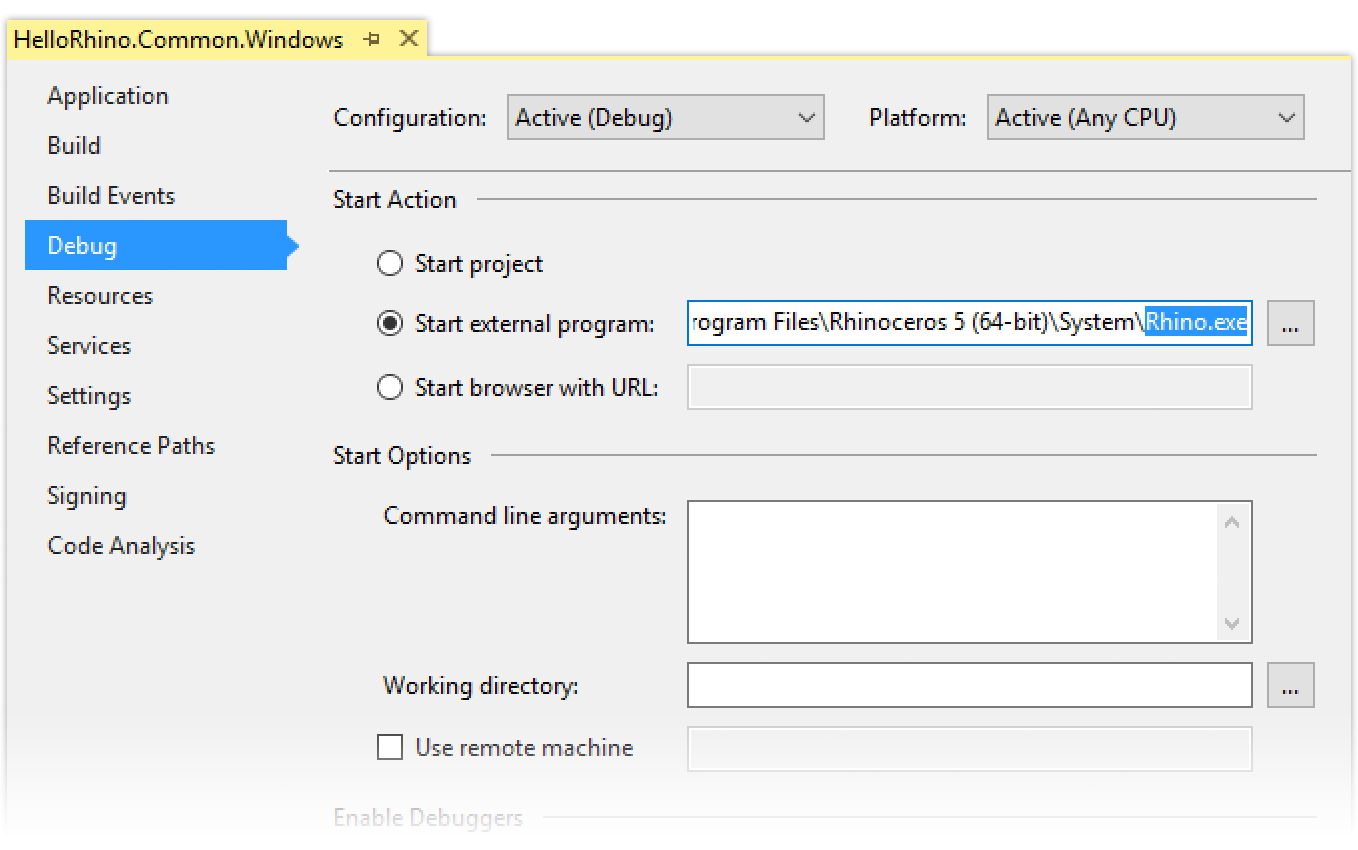 HelloRhino.Common.Windows
Application
Build
Build Events
Debug
Resources
Services
Settings
Reference Paths
Signing
Code Analysis
Configuration: Active (Debug) Platform: Active (Any CPU)
Start Action
Start project
Start external program: rogram Files\Rhinoceros 5 (64-bit)\System\Rhino.exe ...
Start browser with URL:
Start Options
Command line arguments:
Working directory: ...
Use remote machine
Enable Debuggers